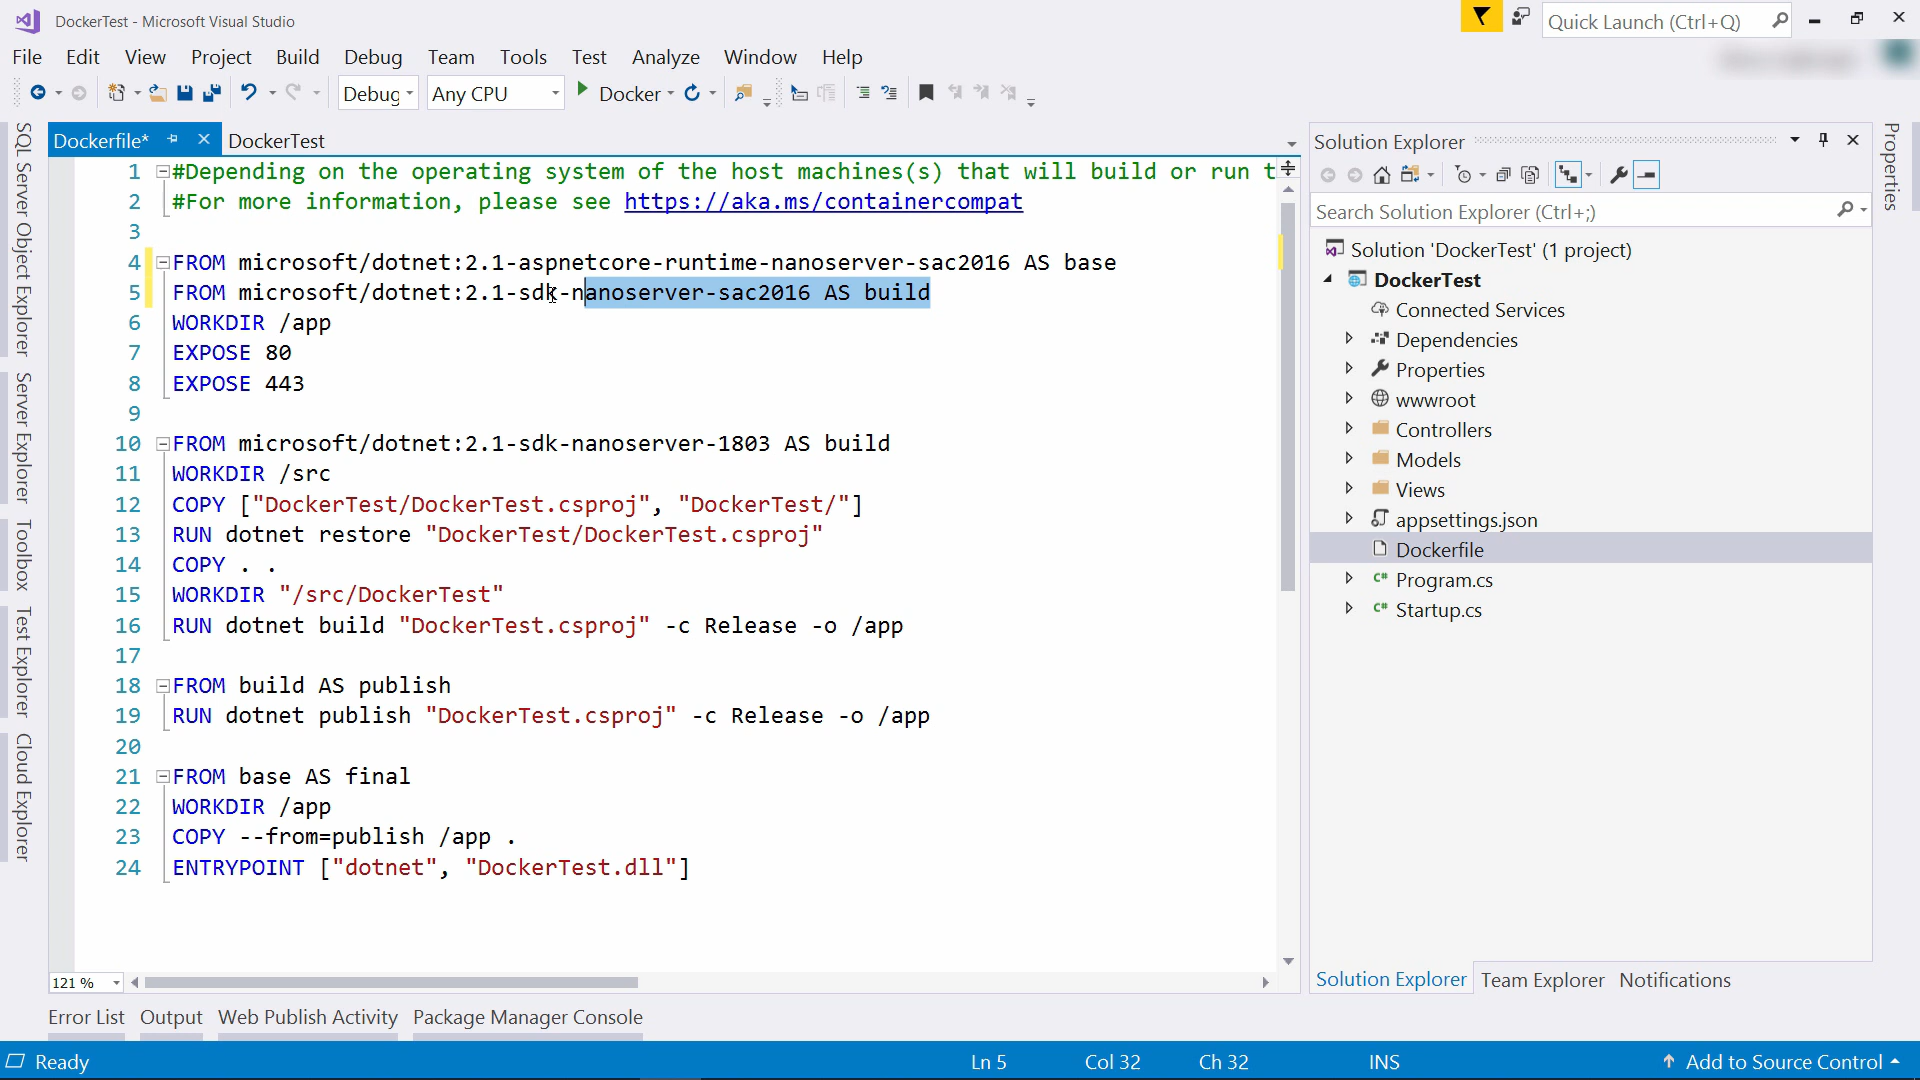 DockerTest - Microsoft Visual Studio
Quick Launch (Ctrl+Q)
File Edit View Project Build Debug Team Tools Test Analyze Window Help
Debug Any CPU Docker
Dockerfile* DockerTest
1 #Depending on the operating system of the host machines(s) that will build or run t
2 #For more information, please see https://aka.ms/containercompat
3
4 FROM microsoft/dotnet:2.1-aspnetcore-runtime-nanoserver-sac2016 AS base
5 FROM microsoft/dotnet:2.1-sdk-nanoserver-sac2016 AS build
6 WORKDIR /app
7 EXPOSE 80
8 EXPOSE 443
9
10 FROM microsoft/dotnet:2.1-sdk-nanoserver-1803 AS build
11 WORKDIR /src
12 COPY ["DockerTest/DockerTest.csproj", "DockerTest/"]
13 RUN dotnet restore "DockerTest/DockerTest.csproj"
14 COPY . .
15 WORKDIR "/src/DockerTest"
16 RUN dotnet build "DockerTest.csproj" -c Release -o /app
17
18 FROM build AS publish
19 RUN dotnet publish "DockerTest.csproj" -c Release -o /app
20
21 FROM base AS final
22 WORKDIR /app
23 COPY --from=publish /app .
24 ENTRYPOINT ["dotnet", "DockerTest.dll"]
121 %
SQL Server Object Explorer
Server Explorer
Toolbox
Test Explorer
Cloud Explorer
Solution Explorer
Search Solution Explorer (Ctrl+;)
Solution 'DockerTest' (1 project)
DockerTest
Connected Services
Dependencies
Properties
wwwroot
Controllers
Models
Views
appsettings.json
Dockerfile
C# Program.cs
C# Startup.cs
Solution Explorer Team Explorer Notifications
Properties
Error List Output Web Publish Activity Package Manager Console
Ready Ln 5 Col 32 Ch 32 INS Add to Source Control